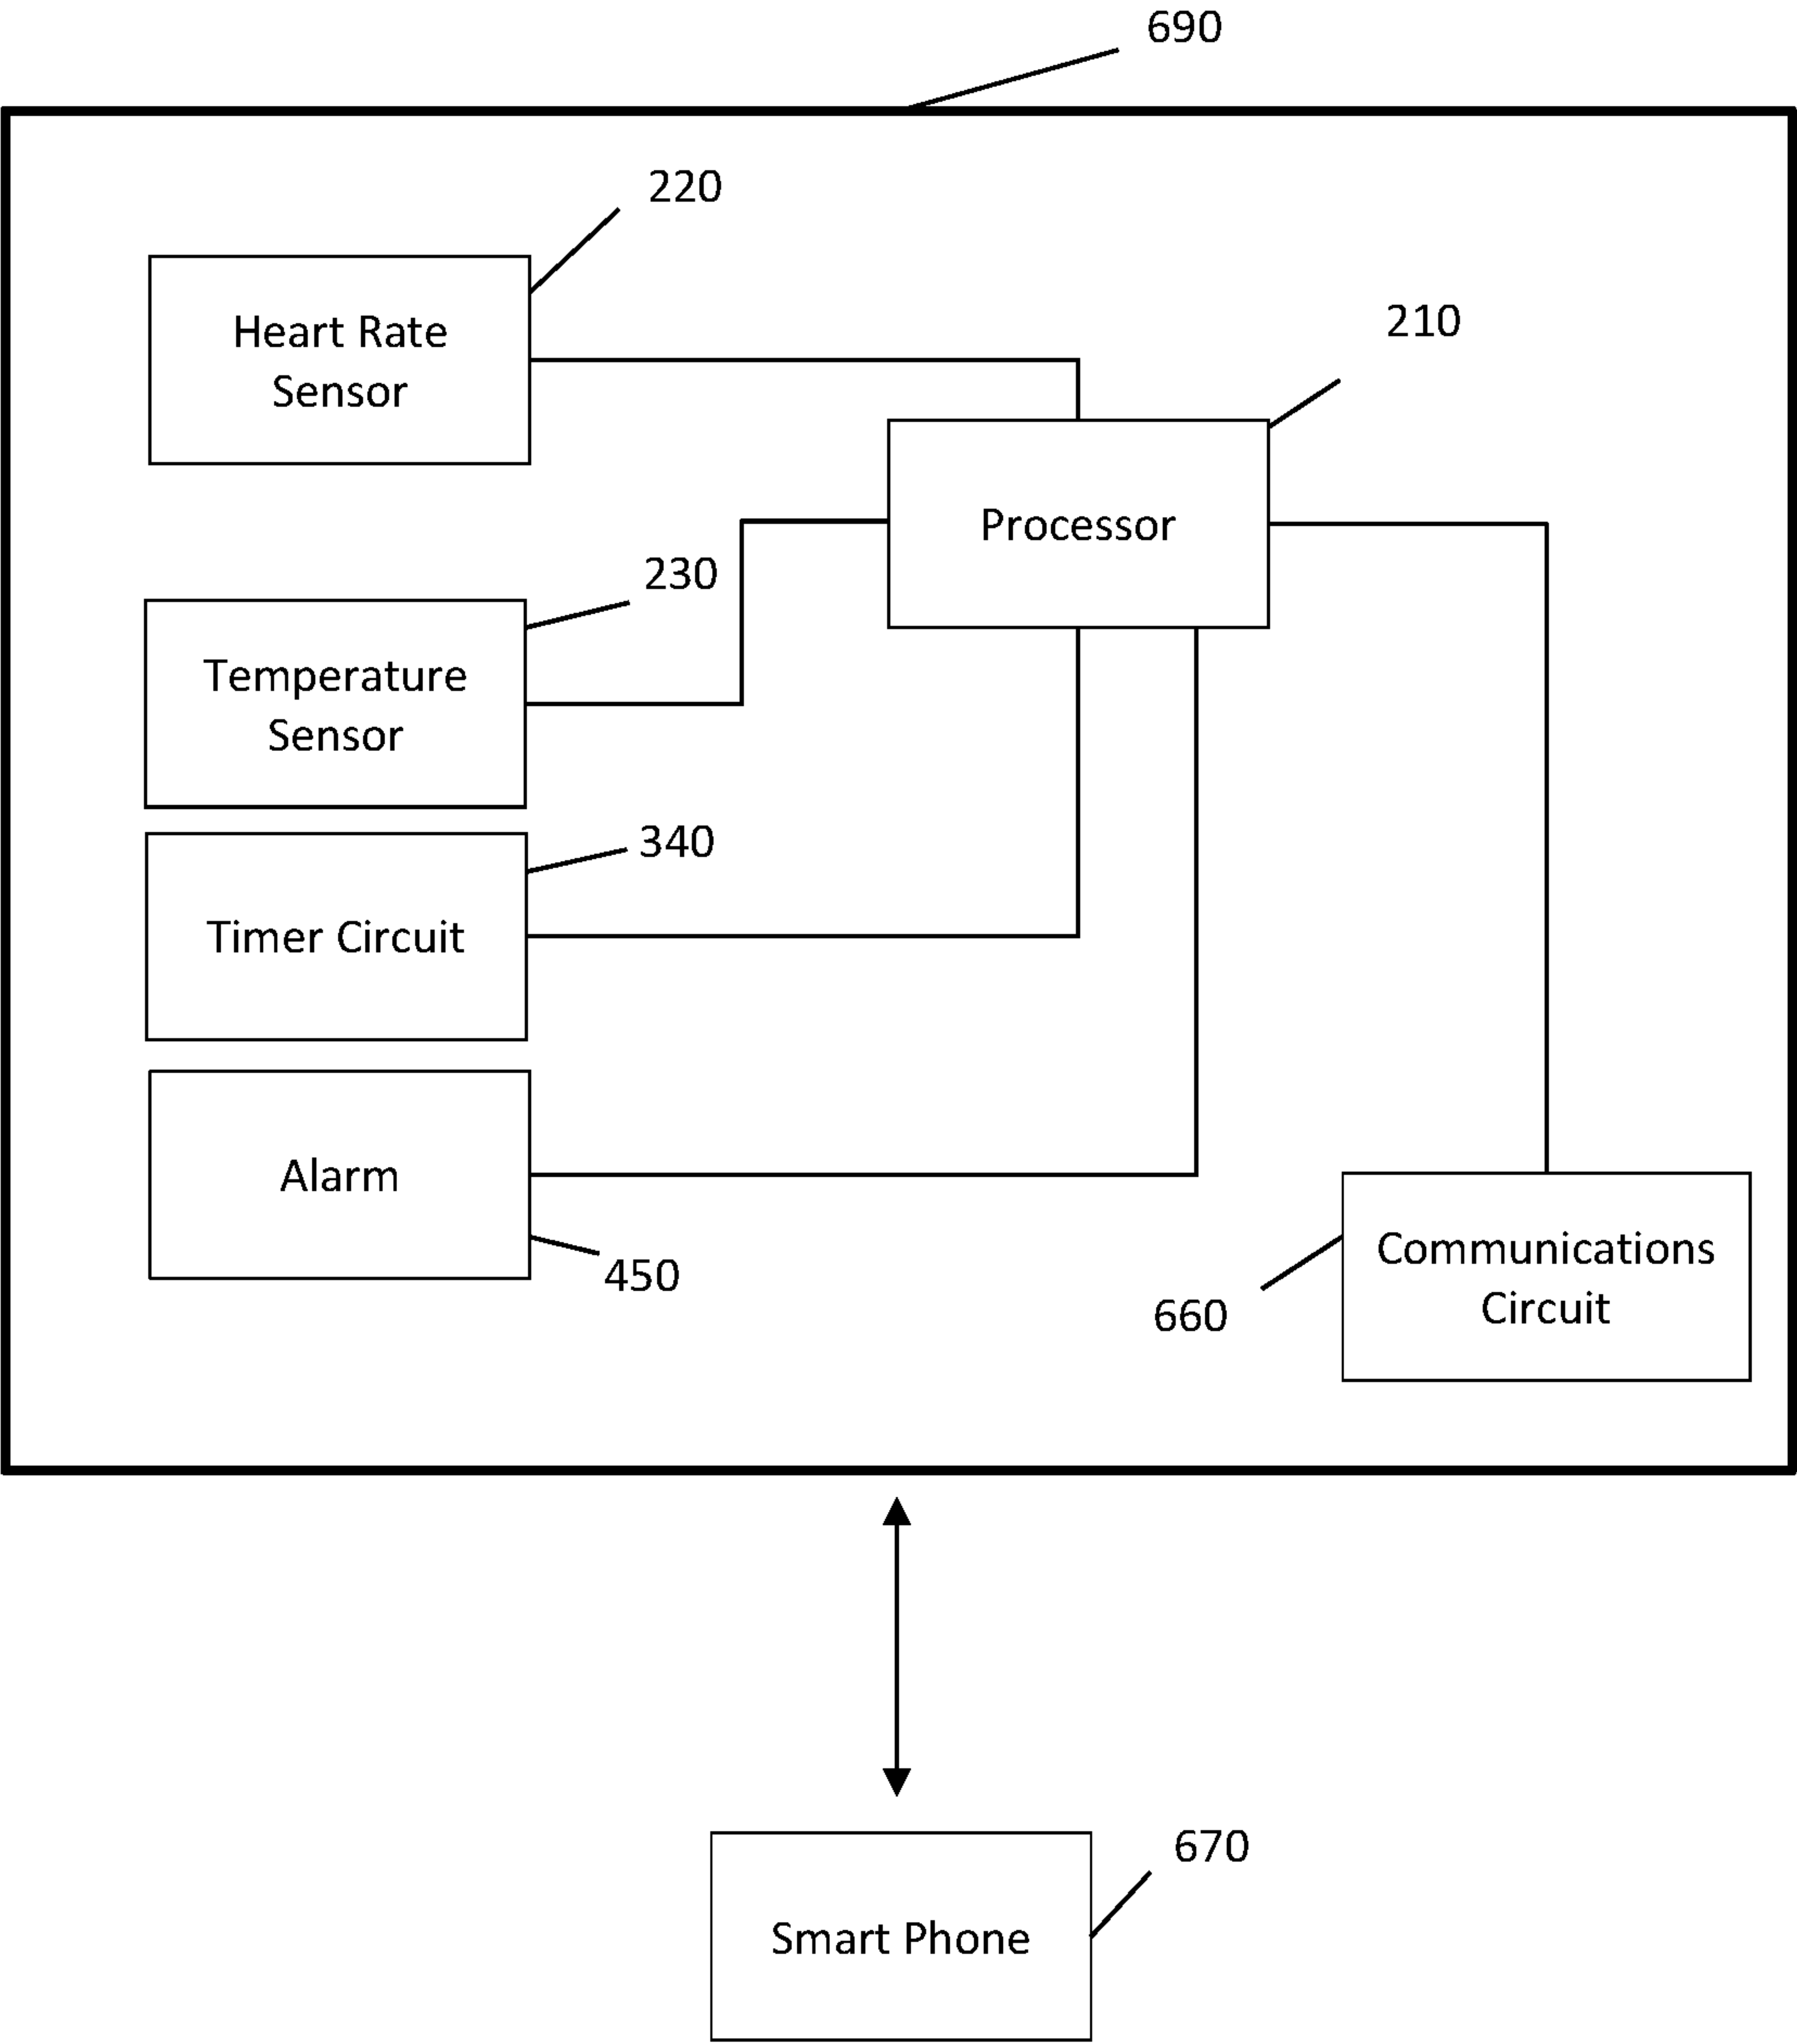 690
220
Heart Rate
Sensor
210
Processor
230
Temperature
Sensor
340
Timer Circuit
Alarm
450
Communications
Circuit
660
670
Smart Phone